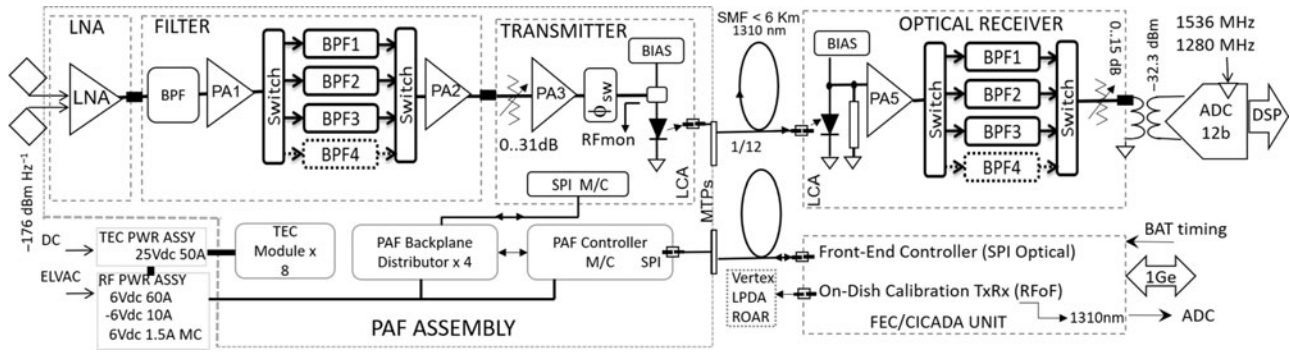 LNA
FILTER
TRANSMITTER
SMF < 6 Km
1310 nm
OPTICAL RECEIVER
1536 MHz
1280 MHz
LNA
BPF
PA1
Switch
BPF1
BPF2
BPF3
BPF4
Switch
PA2
0..31dB
PA3
ϕsw
BIAS
RFmon
LCA
MTPs
1/12
LCA
BIAS
PA5
Switch
BPF1
BPF2
BPF3
BPF4
Switch
0..15 dB
−32.3 dBm
ADC
12b
DSP
−176 dBm Hz⁻¹
SPI M/C
DC
TEC PWR ASSY
25Vdc 50A
TEC
Module x
8
PAF Backplane
Distributor x 4
PAF Controller
M/C SPI
ELVAC
RF PWR ASSY
6Vdc 60A
-6Vdc 10A
6Vdc 1.5A MC
PAF ASSEMBLY
Vertex
LPDA
ROAR
Front-End Controller (SPI Optical)
On-Dish Calibration TxRx (RFoF)
1310nm
FEC/CICADA UNIT
BAT timing
1Ge
ADC